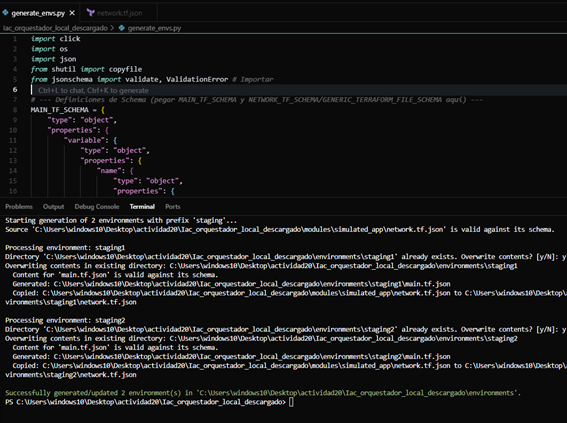 generate_envs.py ×   network.tf.json
Iac_orquestador_local_descargado > generate_envs.py
1 import click
2 import os
3 import json
4 from shutil import copyfile
5 from jsonschema import validate, ValidationError # Importar
6 Ctrl+L to chat, Ctrl+K to generate
7 # --- Definiciones de Schema (pegar MAIN_TF_SCHEMA y NETWORK_TF_SCHEMA/GENERIC_TERRAFORM_FILE_SCHEMA aquí) ---
8 MAIN_TF_SCHEMA = {
9 "type": "object",
10 "properties": {
11 "variable": {
12 "type": "object",
13 "properties": {
14 "name": {
15 "type": "object",
16 "properties": {
Problems Output Debug Console Terminal Ports
Starting generation of 2 environments with prefix 'staging'...
Source 'C:\Users\windows10\Desktop\actividad20\Iac_orquestador_local_descargado\modules\simulated_app\network.tf.json' is valid against its schema.
Processing environment: staging1
Directory 'C:\Users\windows10\Desktop\actividad20\Iac_orquestador_local_descargado\environments\staging1' already exists. Overwrite contents? [y/N]: y
Overwriting contents in existing directory: C:\Users\windows10\Desktop\actividad20\Iac_orquestador_local_descargado\environments\staging1
Content for 'main.tf.json' is valid against its schema.
Generated: C:\Users\windows10\Desktop\actividad20\Iac_orquestador_local_descargado\environments\staging1\main.tf.json
Copied: C:\Users\windows10\Desktop\actividad20\Iac_orquestador_local_descargado\modules\simulated_app\network.tf.json to C:\Users\windows10\Desktop\
vironments\staging1\network.tf.json
Processing environment: staging2
Directory 'C:\Users\windows10\Desktop\actividad20\Iac_orquestador_local_descargado\environments\staging2' already exists. Overwrite contents? [y/N]: y
Overwriting contents in existing directory: C:\Users\windows10\Desktop\actividad20\Iac_orquestador_local_descargado\environments\staging2
Content for 'main.tf.json' is valid against its schema.
Generated: C:\Users\windows10\Desktop\actividad20\Iac_orquestador_local_descargado\environments\staging2\main.tf.json
Copied: C:\Users\windows10\Desktop\actividad20\Iac_orquestador_local_descargado\modules\simulated_app\network.tf.json to C:\Users\windows10\Desktop\
vironments\staging2\network.tf.json
Successfully generated/updated 2 environment(s) in 'C:\Users\windows10\Desktop\actividad20\Iac_orquestador_local_descargado\environments'.
PS C:\Users\windows10\Desktop\actividad20\Iac_orquestador_local_descargado>